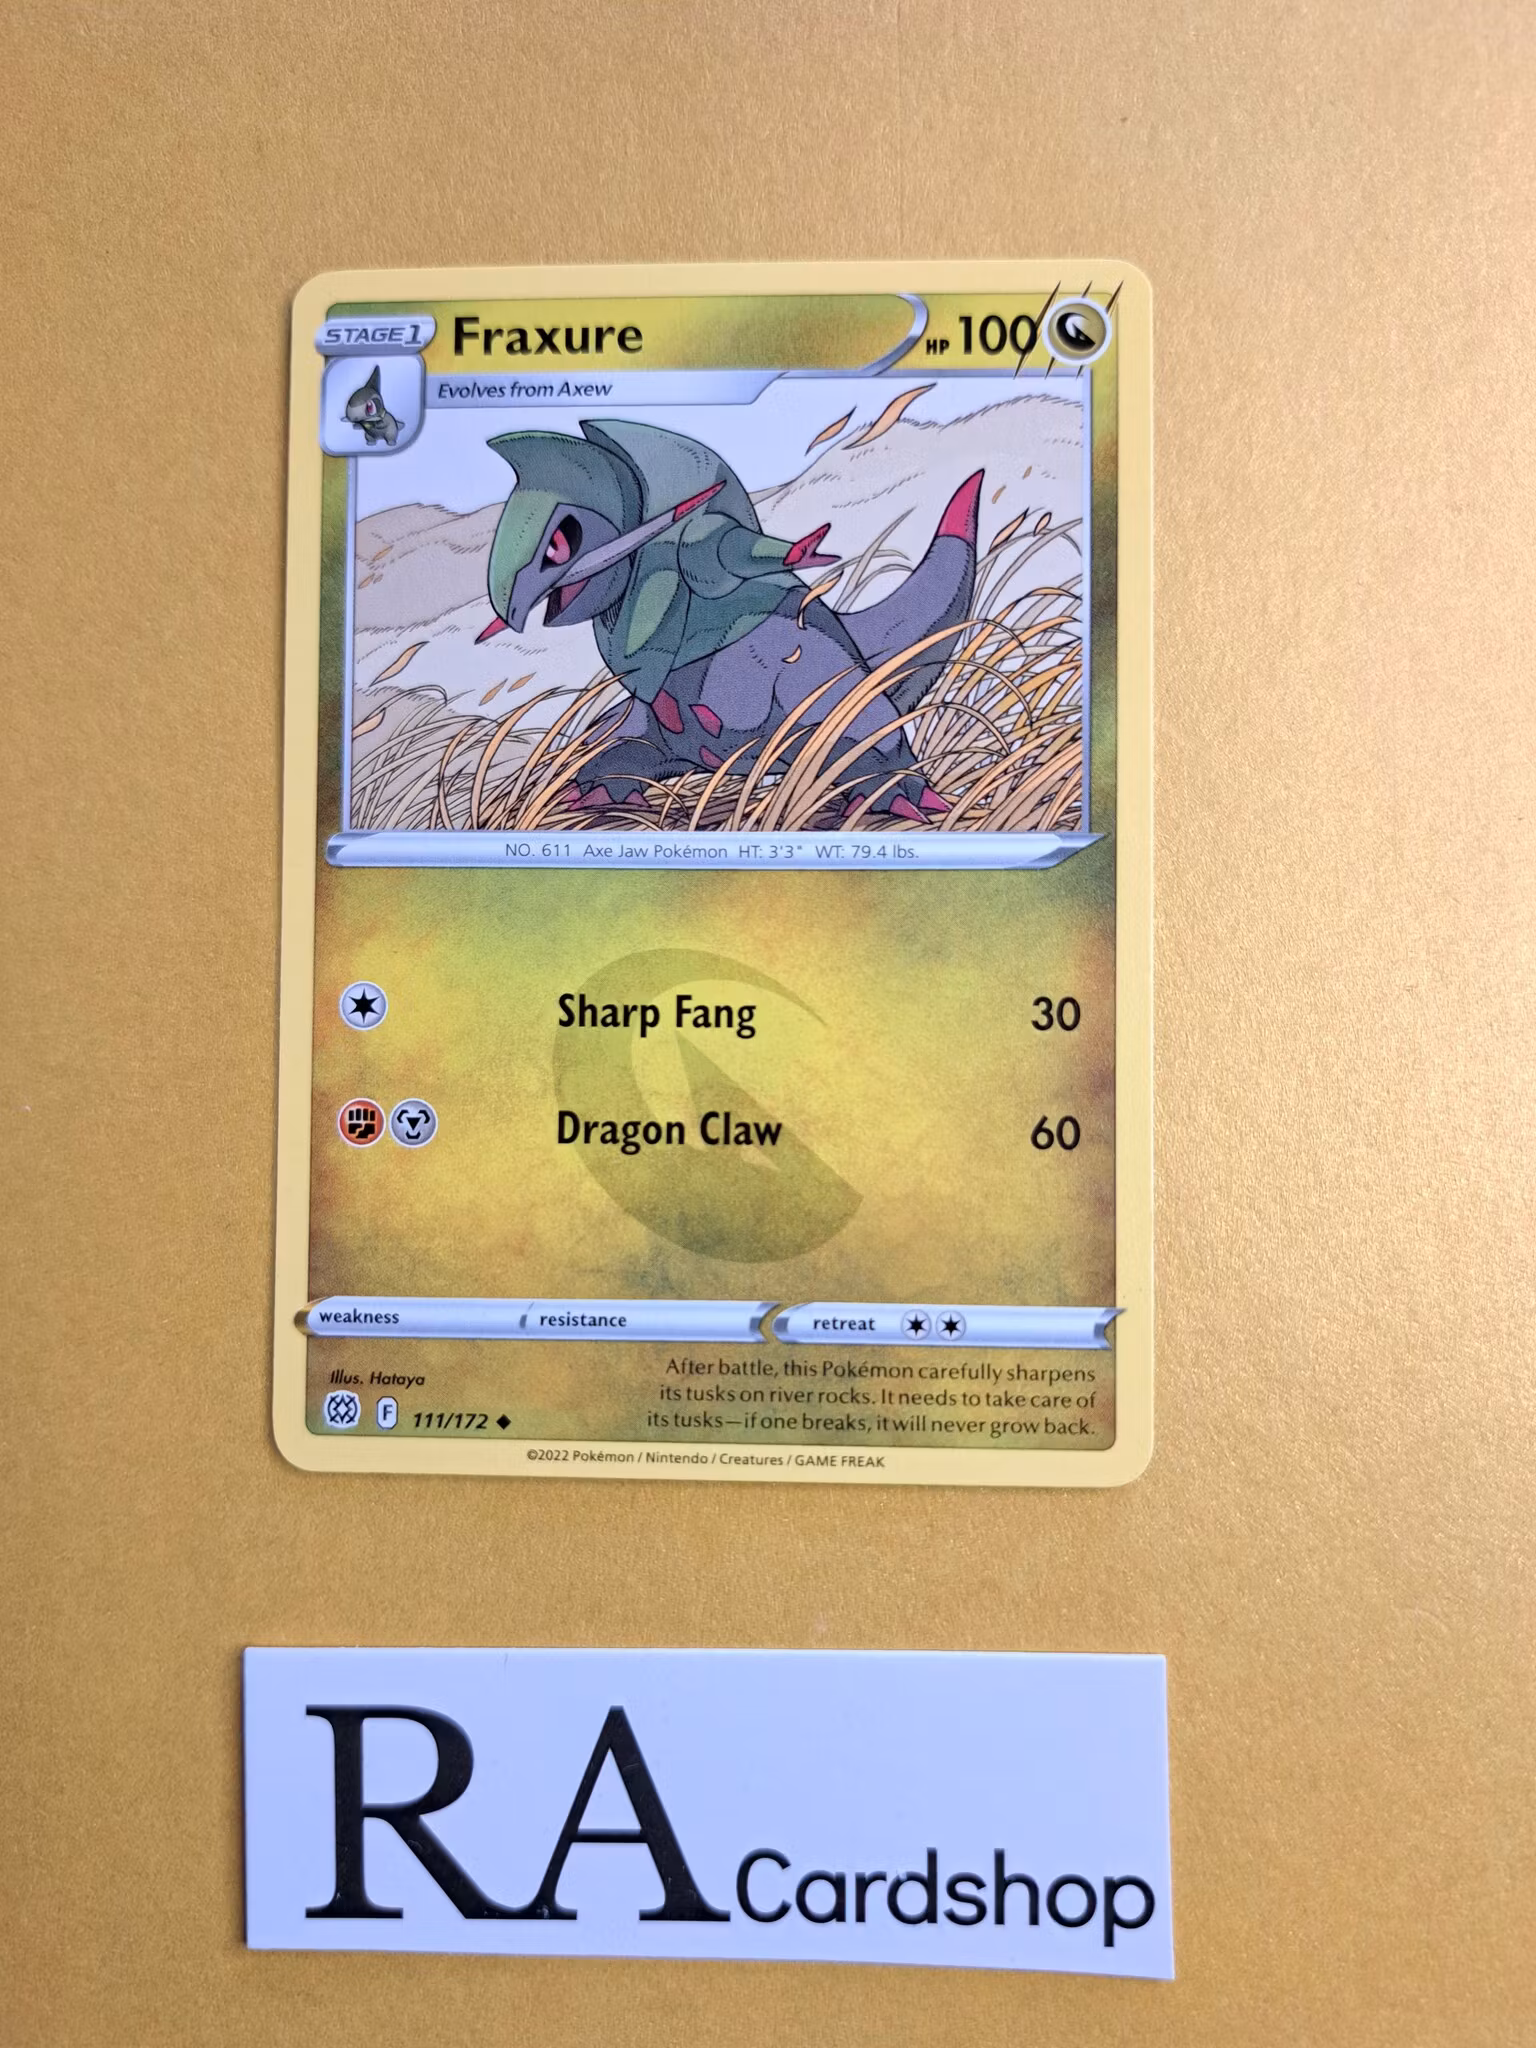 STAGE1 Fraxure HP 100
Evolves from Axew
NO. 611 Axe Jaw Pokémon HT: 3'3" WT: 79.4 lbs.
Sharp Fang 30
Dragon Claw 60
weakness resistance retreat
After battle, this Pokémon carefully sharpens
its tusks on river rocks. It needs to take care of
its tusks—if one breaks, it will never grow back.
Illus. Hataya
F 111/172
©2022 Pokémon / Nintendo / Creatures / GAME FREAK
RA Cardshop